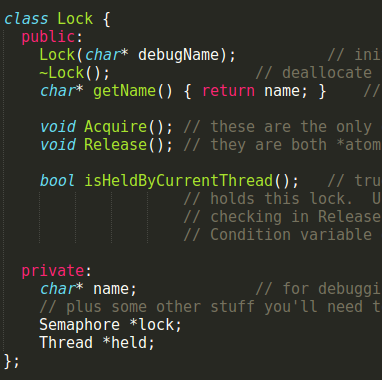 class Lock {
public:
Lock(char* debugName); // ini
~Lock(); // deallocate
char* getName() { return name; } //
void Acquire(); // these are the only
void Release(); // they are both *atom
bool isHeldByCurrentThread(); // tru
// holds this lock. U
// checking in Release
// Condition variable
private:
char* name; // for debuggi
// plus some other stuff you'll need t
Semaphore *lock;
Thread *held;
};